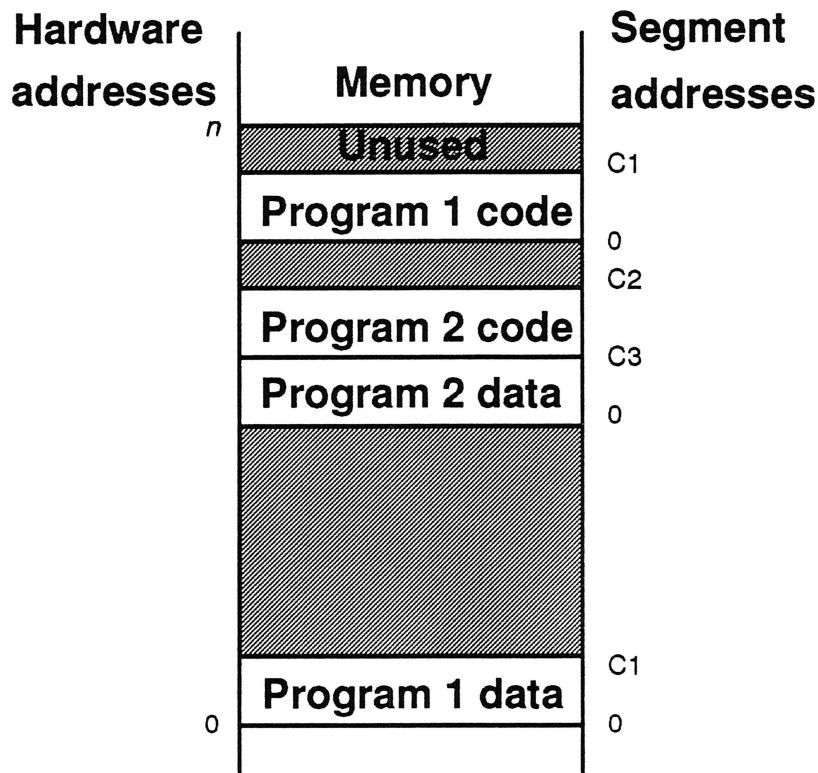 Hardware
addresses
Memory
Segment
addresses
n
Unused
C1
Program 1 code
0
C2
Program 2 code
C3
Program 2 data
0
C1
Program 1 data
0
0